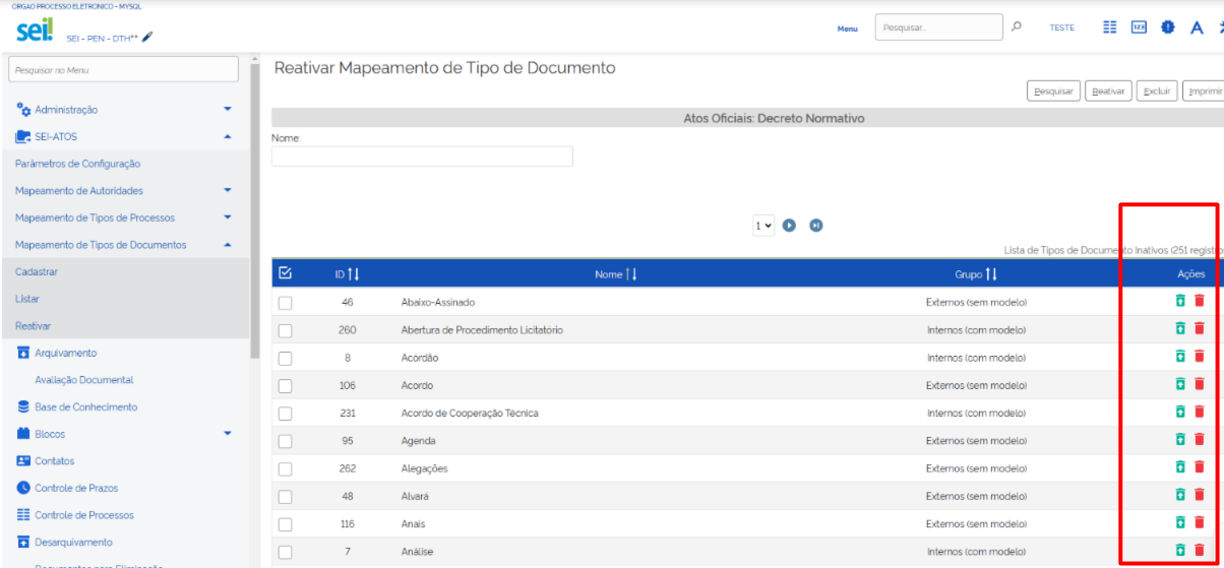 ORGAO PROCESSO ELETRONICO - MYSQL
sei!
SEI - PEN - DTH**
Menu
Pesquisar...
TESTE
123
A
Pesquisar no Menu
Administração
SEI-ATOS
Parâmetros de Configuração
Mapeamento de Autoridades
Mapeamento de Tipos de Processos
Mapeamento de Tipos de Documentos
Cadastrar
Listar
Reativar
Arquivamento
Avaliação Documental
Base de Conhecimento
Blocos
Contatos
Controle de Prazos
Controle de Processos
Desarquivamento
Documentos para Eliminação
Reativar Mapeamento de Tipo de Documento
Pesquisar Reativar Excluir Imprimir
Atos Oficiais: Decreto Normativo
Nome:
1
Lista de Tipos de Documento Inativos (251 registro
ID Nome Grupo Ações
46 Abaixo-Assinado Externos (sem modelo)
260 Abertura de Procedimento Licitatório Internos (com modelo)
8 Acórdão Internos (com modelo)
106 Acordo Externos (sem modelo)
231 Acordo de Cooperação Técnica Internos (com modelo)
95 Agenda Externos (sem modelo)
262 Alegações Externos (sem modelo)
48 Alvará Externos (sem modelo)
116 Anais Externos (sem modelo)
7 Análise Internos (com modelo)